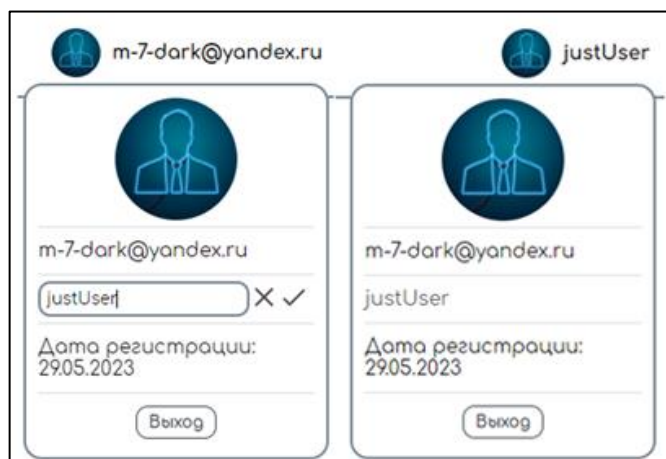 m-7-dark@yandex.ru
m-7-dark@yandex.ru
justUser
Дата регистрации:
29.05.2023
Выход
justUser
m-7-dark@yandex.ru
justUser
Дата регистрации:
29.05.2023
Выход